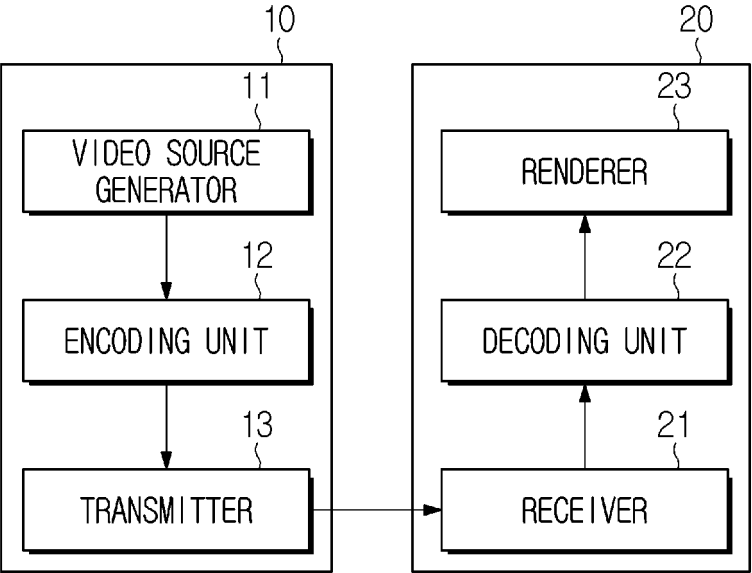 10
11
VIDEO SOURCE
GENERATOR
12
ENCODING UNIT
13
TRANSMITTER
20
23
RENDERER
22
DECODING UNIT
21
RECEIVER